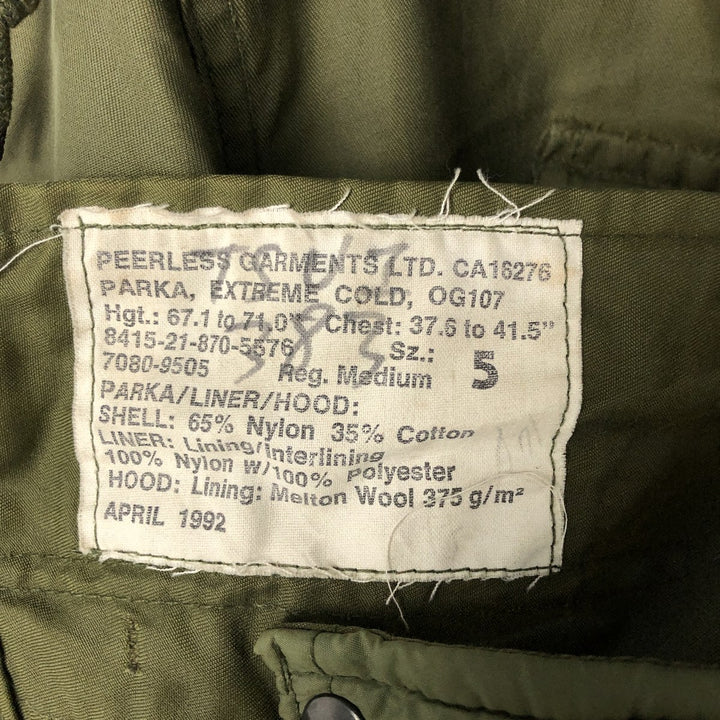 PEERLESS GARMENTS LTD. CA16276
PARKA, EXTREME COLD, OG107
Hgt.: 67.1 to 71.0" Chest: 37.6 to 41.5"
8415-21-870-5576 Sz.:
7080-9505 Reg. Medium 5
PARKA/LINER/HOOD:
SHELL: 65% Nylon 35% Cotton
LINER: Lining/Interlining
100% Nylon W/100% Polyester
HOOD: Lining: Melton Wool 375 g/m²
APRIL 1992
383